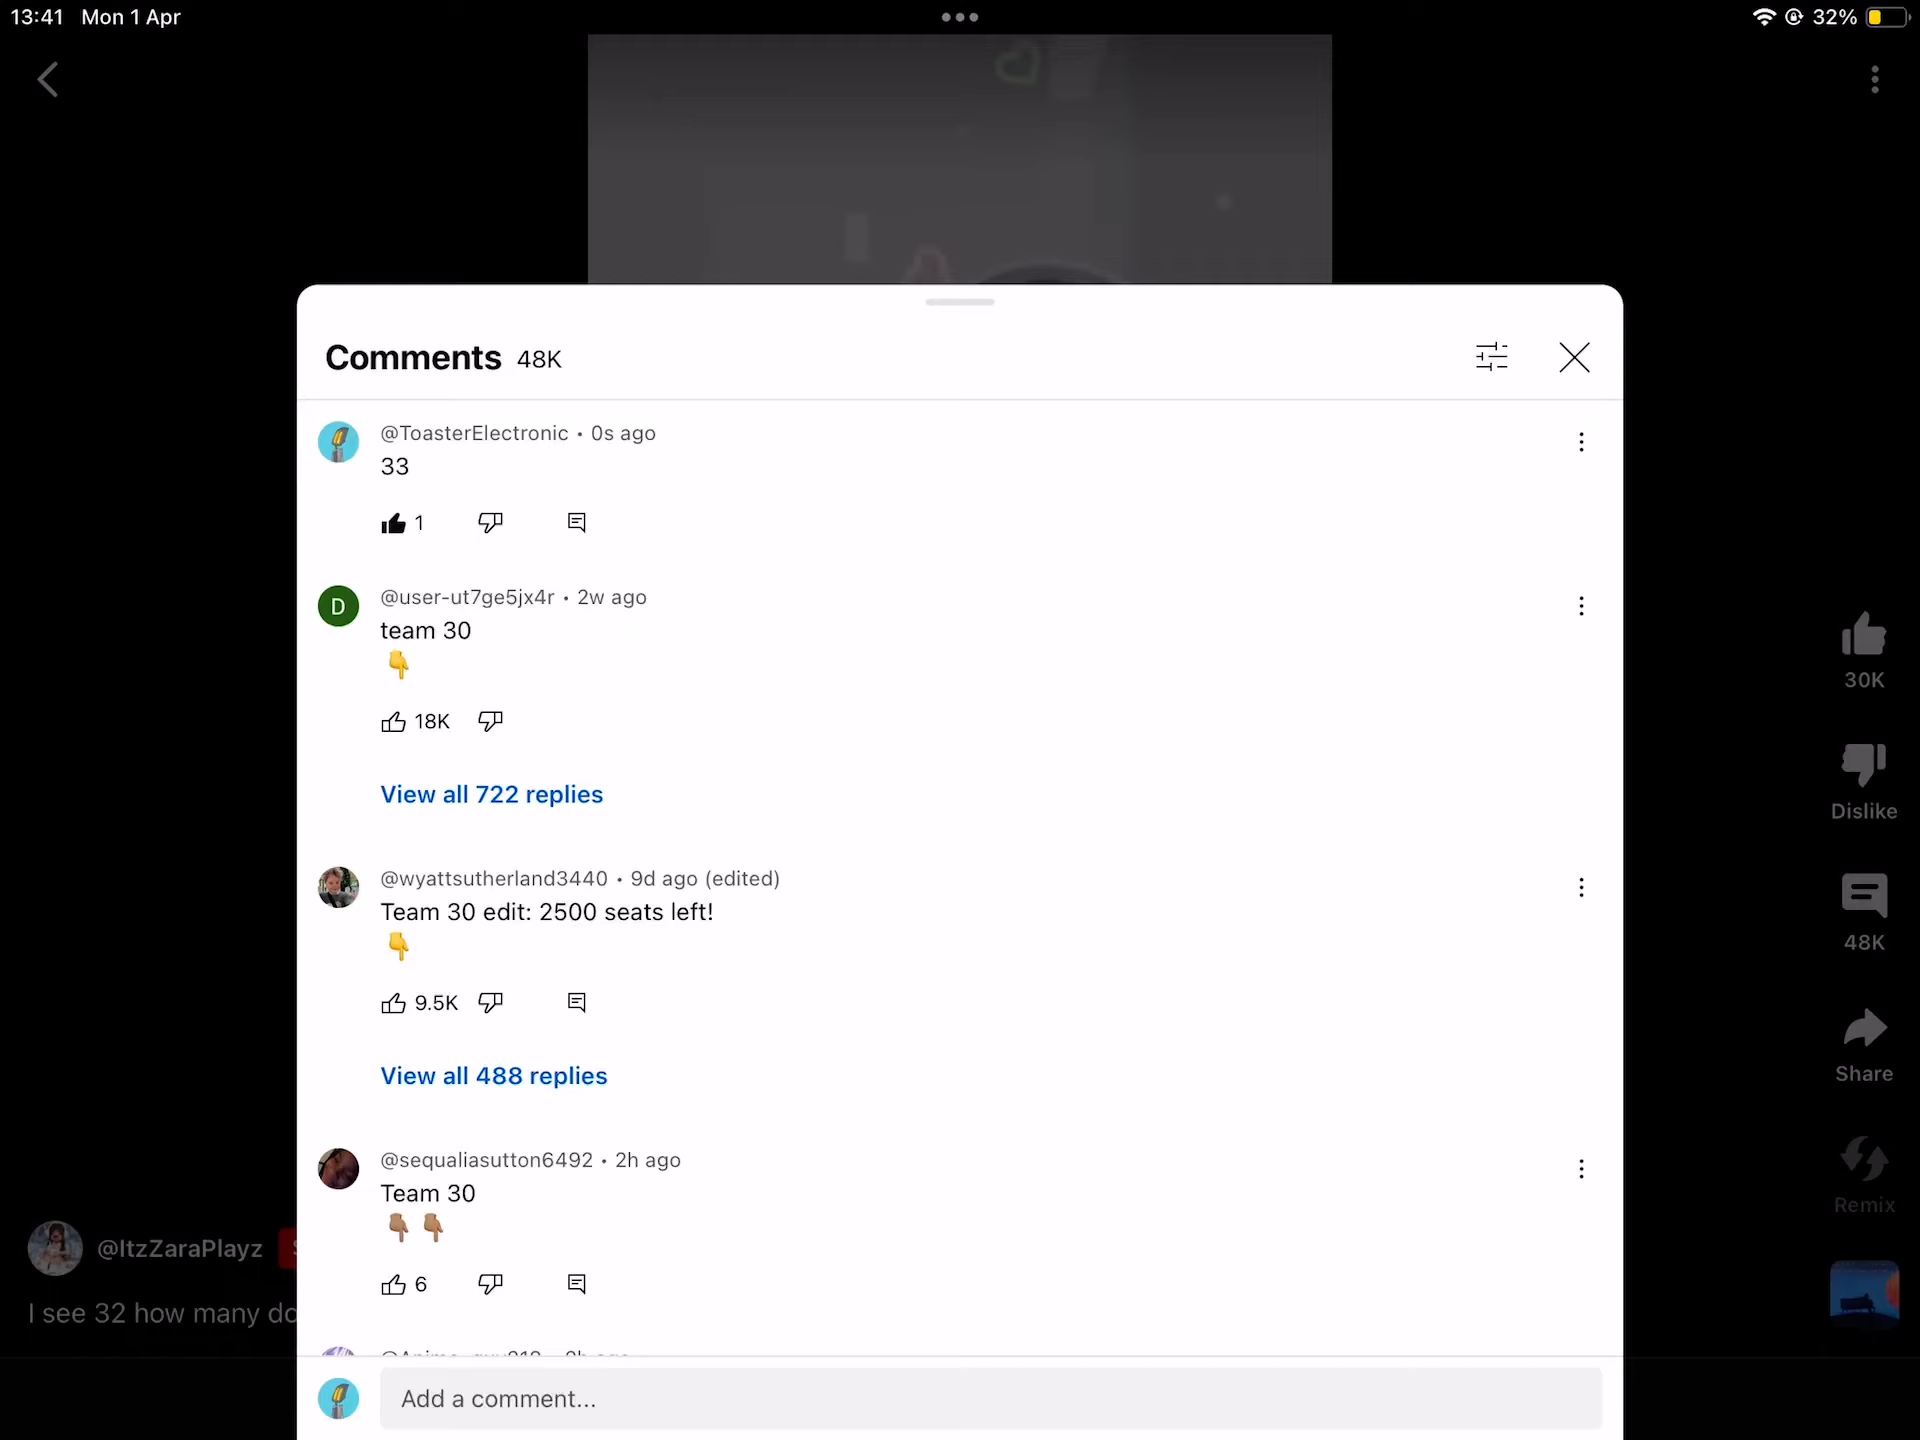 13:41 Mon 1 Apr
32%
Comments 48K
@ToasterElectronic • 0s ago
33
1
D
@user-ut7ge5jx4r • 2w ago
team 30
👇
18K
View all 722 replies
@wyattsutherland3440 • 9d ago (edited)
Team 30 edit: 2500 seats left!
👇
9.5K
View all 488 replies
@sequaliasutton6492 • 2h ago
Team 30
👇🏽👇🏽
6
Add a comment...
30K
Dislike
48K
Share
Remix
@ItzZaraPlayz
I see 32 how many do